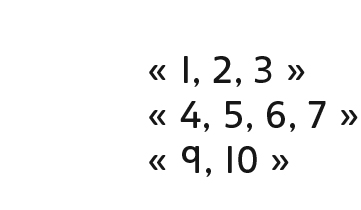 « 1, 2, 3 »
« 4, 5, 6, 7 »
« 9, 10 »